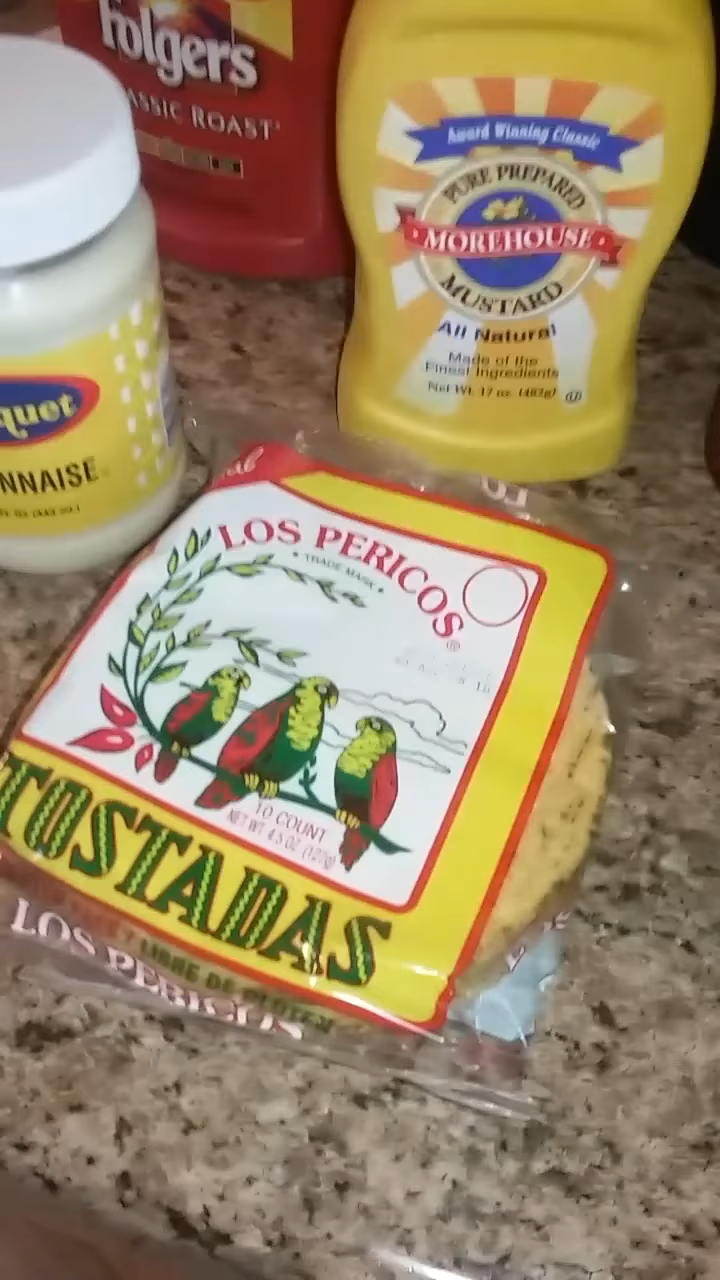 Folgers
ASSIC ROAST
Award Winning Classic
PURE PREPARED
MOREHOUSE
MUSTARD
All Natural
Made of the
Finest Ingredients
Net Wt. 17 oz. (482g)
quet
NNAISE
LOS PERICOS®
• TRADE MARK •
10 COUNT
NET WT. 4.5 OZ. (127g)
TOSTADAS
LIBRE DE GLUTEN
LOS PERICOS